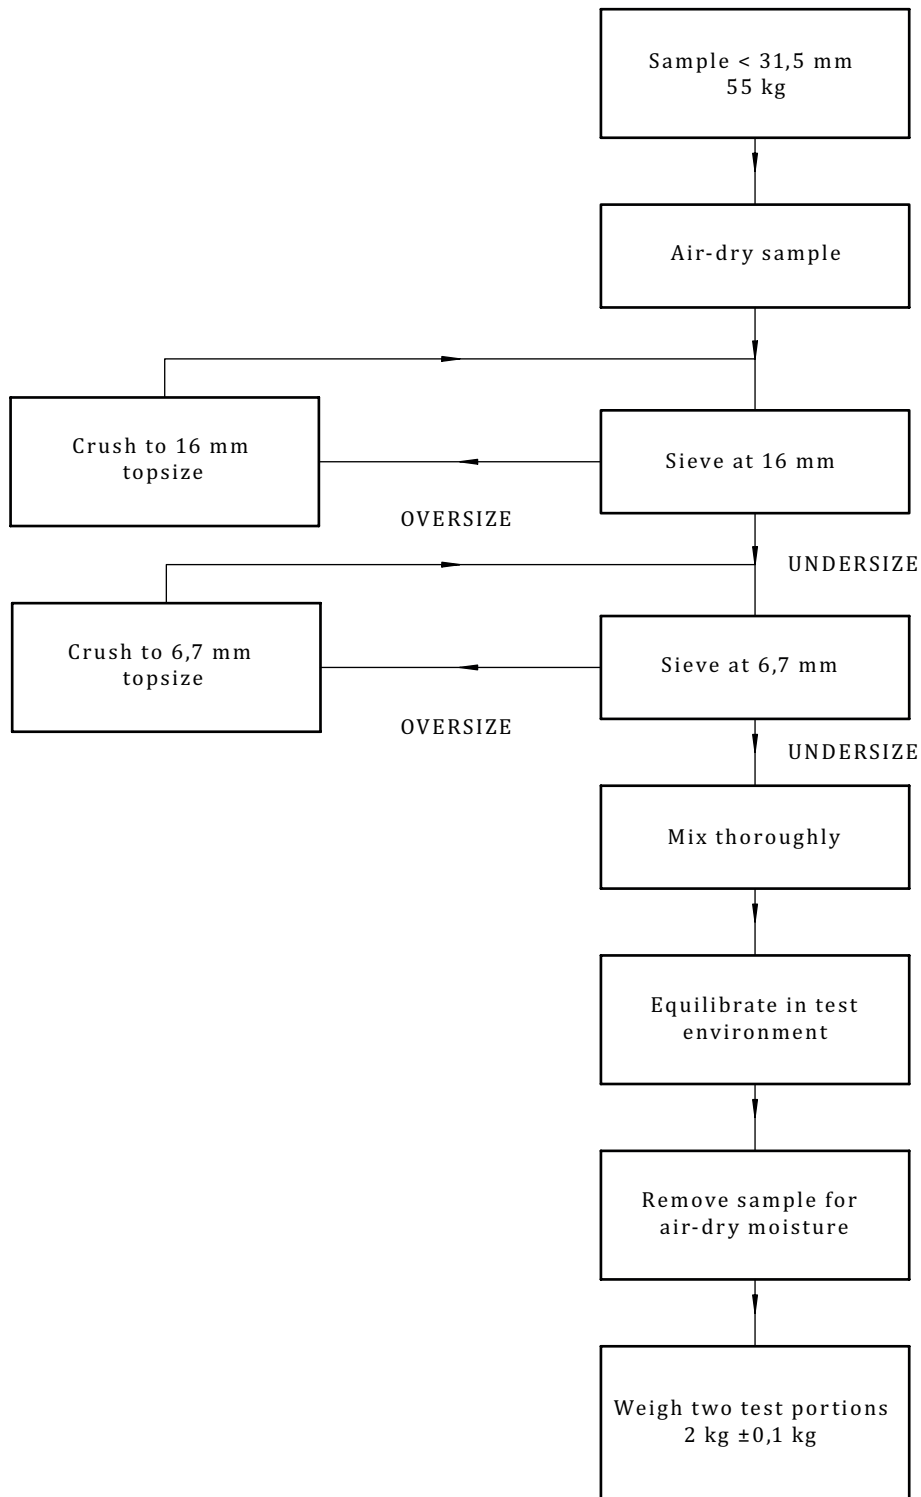 Sample < 31,5 mm
55 kg
Air-dry sample
Crush to 16 mm
topsize
Sieve at 16 mm
OVERSIZE
UNDERSIZE
Crush to 6,7 mm
topsize
Sieve at 6,7 mm
OVERSIZE
UNDERSIZE
Mix thoroughly
Equilibrate in test
environment
Remove sample for
air-dry moisture
Weigh two test portions
2 kg ±0,1 kg